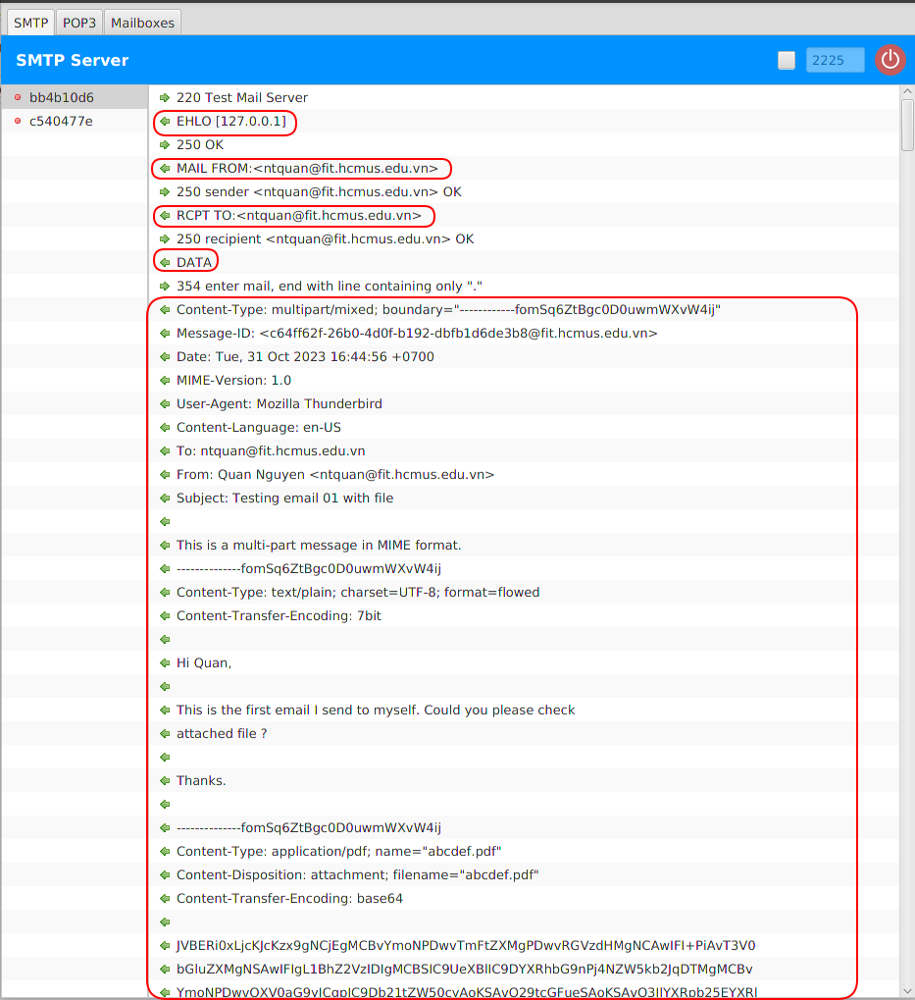 SMTP POP3 Mailboxes
SMTP Server 2225
bb4b10d6
c540477e
220 Test Mail Server
EHLO [127.0.0.1]
250 OK
MAIL FROM:<ntquan@fit.hcmus.edu.vn>
250 sender <ntquan@fit.hcmus.edu.vn> OK
RCPT TO:<ntquan@fit.hcmus.edu.vn>
250 recipient <ntquan@fit.hcmus.edu.vn> OK
DATA
354 enter mail, end with line containing only "."
Content-Type: multipart/mixed; boundary="------------fomSq6ZtBgc0D0uwmWXvW4ij"
Message-ID: <c64ff62f-26b0-4d0f-b192-dbfb1d6de3b8@fit.hcmus.edu.vn>
Date: Tue, 31 Oct 2023 16:44:56 +0700
MIME-Version: 1.0
User-Agent: Mozilla Thunderbird
Content-Language: en-US
To: ntquan@fit.hcmus.edu.vn
From: Quan Nguyen <ntquan@fit.hcmus.edu.vn>
Subject: Testing email 01 with file
This is a multi-part message in MIME format.
--------------fomSq6ZtBgc0D0uwmWXvW4ij
Content-Type: text/plain; charset=UTF-8; format=flowed
Content-Transfer-Encoding: 7bit
Hi Quan,
This is the first email I send to myself. Could you please check
attached file ?
Thanks.
--------------fomSq6ZtBgc0D0uwmWXvW4ij
Content-Type: application/pdf; name="abcdef.pdf"
Content-Disposition: attachment; filename="abcdef.pdf"
Content-Transfer-Encoding: base64